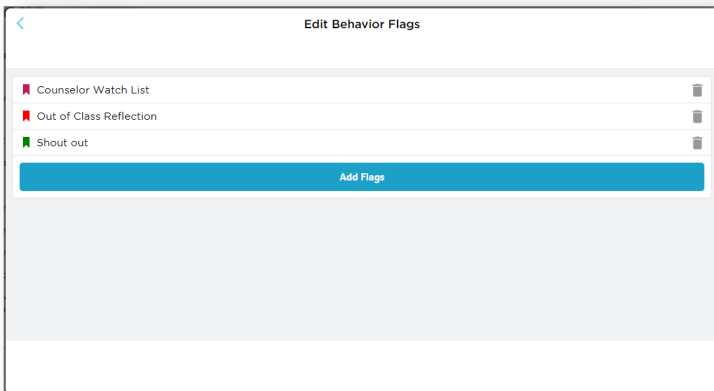 Edit Behavior Flags
Counselor Watch List
Out of Class Reflection
Shout out
Add Flags